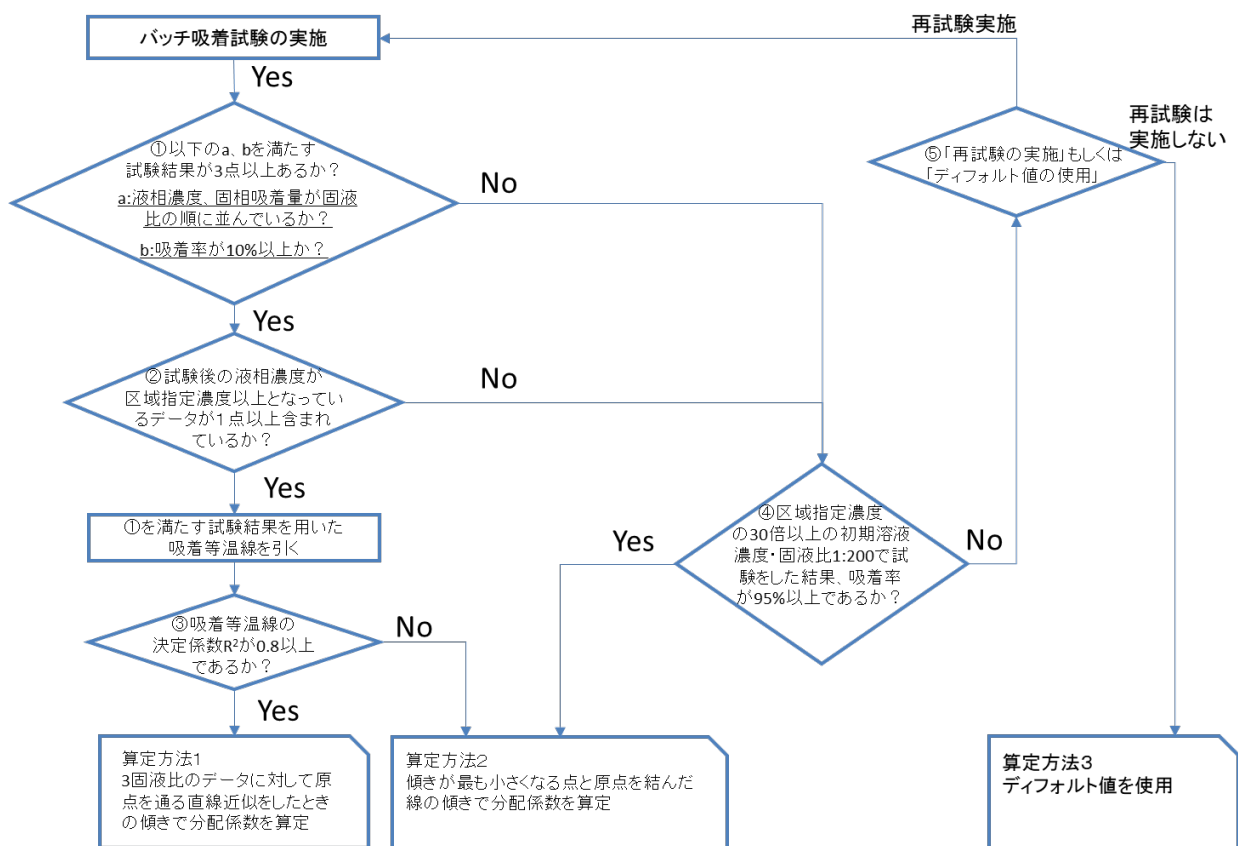 バッチ吸着試験の実施
再試験実施
Yes
①以下のa、bを満たす
試験結果が3点以上あるか?
a:液相濃度、固相吸着量が固液
比の順に並んでいるか?
b:吸着率が10%以上か?
No
⑤「再試験の実施」もしくは
「ディフォルト値の使用」
再試験は
実施しない
Yes
②試験後の液相濃度が
区域指定濃度以上となってい
るデータが1点以上含まれ
ているか?
No
Yes
①を満たす試験結果を用いた
吸着等温線を引く
④区域指定濃度
の30倍以上の初期溶液
濃度・固液比1:200で試
験をした結果、吸着率
が95%以上であるか?
Yes
No
③吸着等温線の
決定係数R²が0.8以上
であるか?
No
Yes
算定方法1
3固液比のデータに対して原
点を通る直線近似をしたとき
の傾きで分配係数を算定
算定方法2
傾きが最も小さくなる点と原点を結んだ
線の傾きで分配係数を算定
算定方法3
ディフォルト値を使用